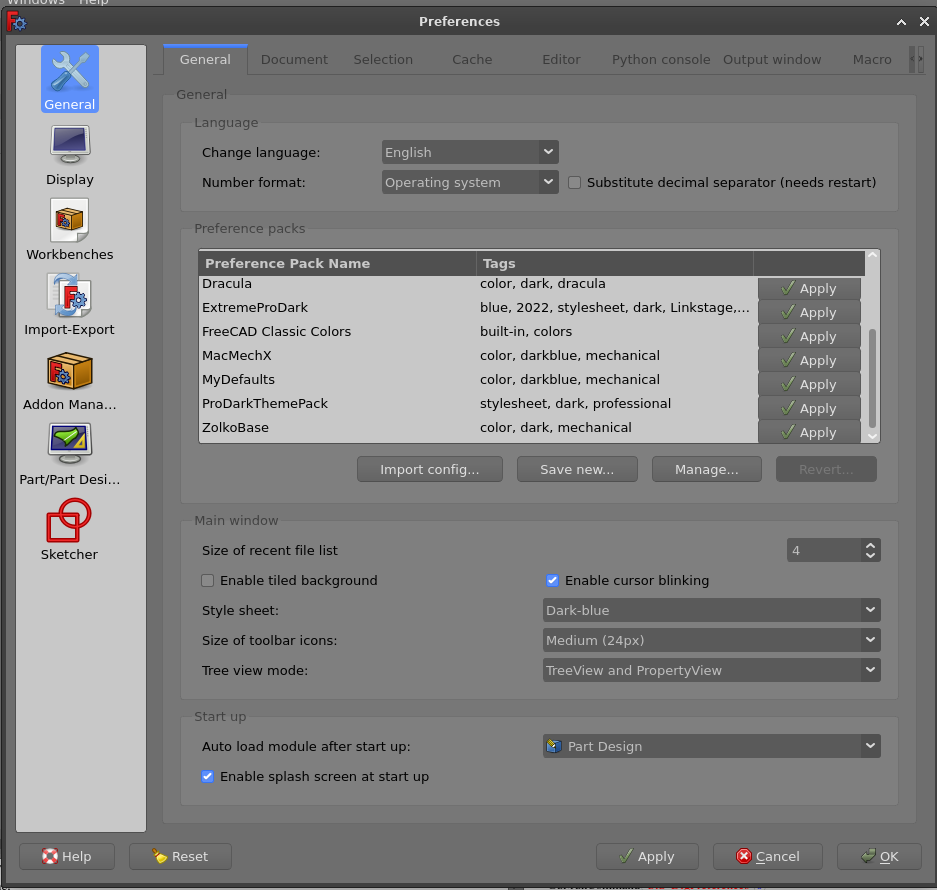 Windows Help
Preferences
General
Display
Workbenches
Import-Export
Addon Mana...
Part/Part Desi...
Sketcher
General Document Selection Cache Editor Python console Output window Macro
General
Language
Change language: English
Number format: Operating system Substitute decimal separator (needs restart)
Preference packs
Preference Pack Name Tags
Dracula color, dark, dracula Apply
ExtremeProDark blue, 2022, stylesheet, dark, Linkstage,... Apply
FreeCAD Classic Colors built-in, colors Apply
MacMechX color, darkblue, mechanical Apply
MyDefaults color, darkblue, mechanical Apply
ProDarkThemePack stylesheet, dark, professional Apply
ZolkoBase color, dark, mechanical Apply
Import config... Save new... Manage... Revert...
Main window
Size of recent file list 4
Enable tiled background Enable cursor blinking
Style sheet: Dark-blue
Size of toolbar icons: Medium (24px)
Tree view mode: TreeView and PropertyView
Start up
Auto load module after start up: Part Design
Enable splash screen at start up
Help Reset Apply Cancel OK